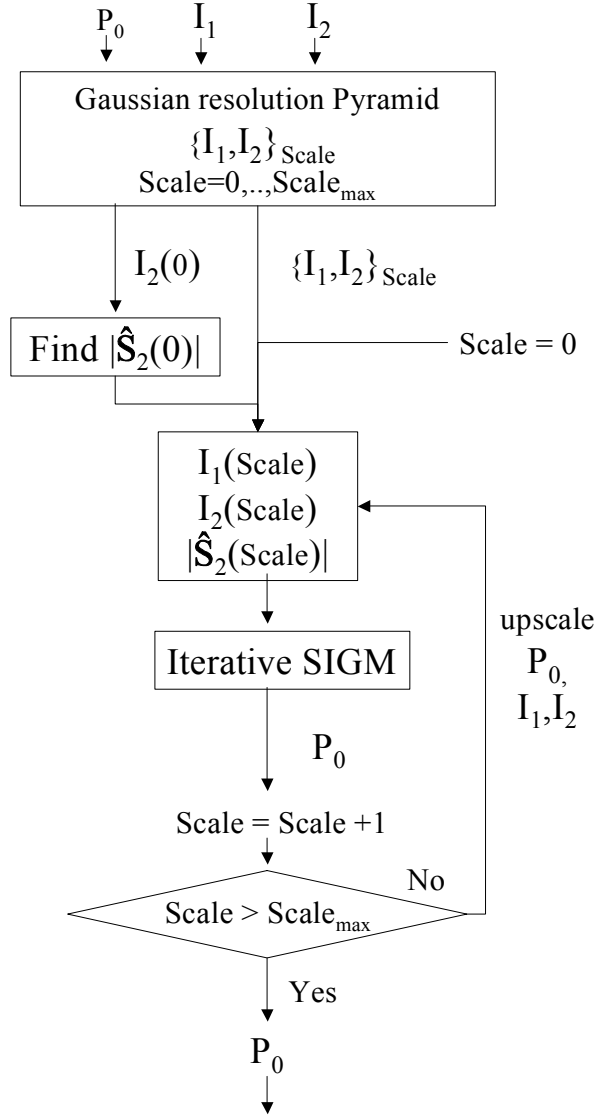 P₀ I₁ I₂
Gaussian resolution Pyramid
{I₁,I₂}Scale
Scale=0,..,Scaleₘₐₓ
I₂(0) {I₁,I₂}Scale
Find |Ŝ₂(0)|
Scale = 0
I₁(Scale)
I₂(Scale)
|Ŝ₂(Scale)|
upscale
P₀,
I₁,I₂
Iterative SIGM
P₀
Scale = Scale +1
No
Scale > Scaleₘₐₓ
Yes
P₀